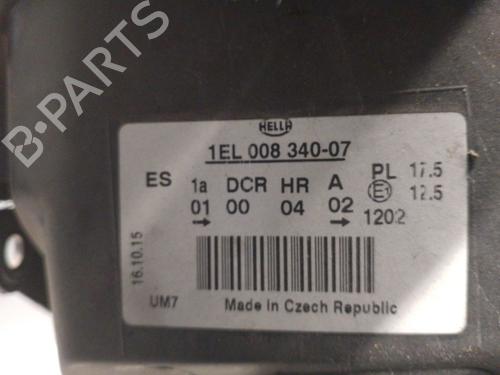 B-PARTS
HELLA
1EL 008 340-07
ES 1a DCR HR A PL 17.5
01 00 04 02 E1 12.5
→ → 1202
16.10.15
UM7 Made in Czech Republic